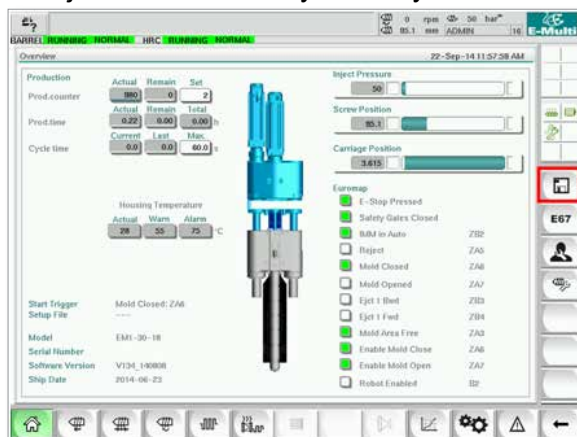 0 rpm 50 bar"
85.1 mm ADMIN 16
E-Multi
BARREL RUNNING NORMAL HRC RUNNING NORMAL
Overview 22-Sep-14 11:57:58 AM
Production
Actual Remain Set
Prod.counter 980 0 2
Actual Remain Total
Prod.time 0.22 0.00 0.00 h
Current Last Max.
Cycle time 0.0 0.0 60.0 s
Housing Temperature
Actual Warn Alarm
28 55 75 °C
Start Trigger Mold Closed: ZA6
Setup File ----
Model EM1-30-18
Serial Number
Software Version V134_140808
Ship Date 2014-06-23
Inject Pressure
50
Screw Position
85.1
Carriage Position
3.615
Euromap
E-Stop Pressed
Safety Gates Closed
IMM in Auto ZB2
Reject ZA5
Mold Closed ZA6
Mold Opened ZA7
Ejct 1 Bwd ZB3
Ejct 1 Fwd ZB4
Mold Area Free ZA3
Enable Mold Close ZA6
Enable Mold Open ZA7
Robot Enabled B2
E67